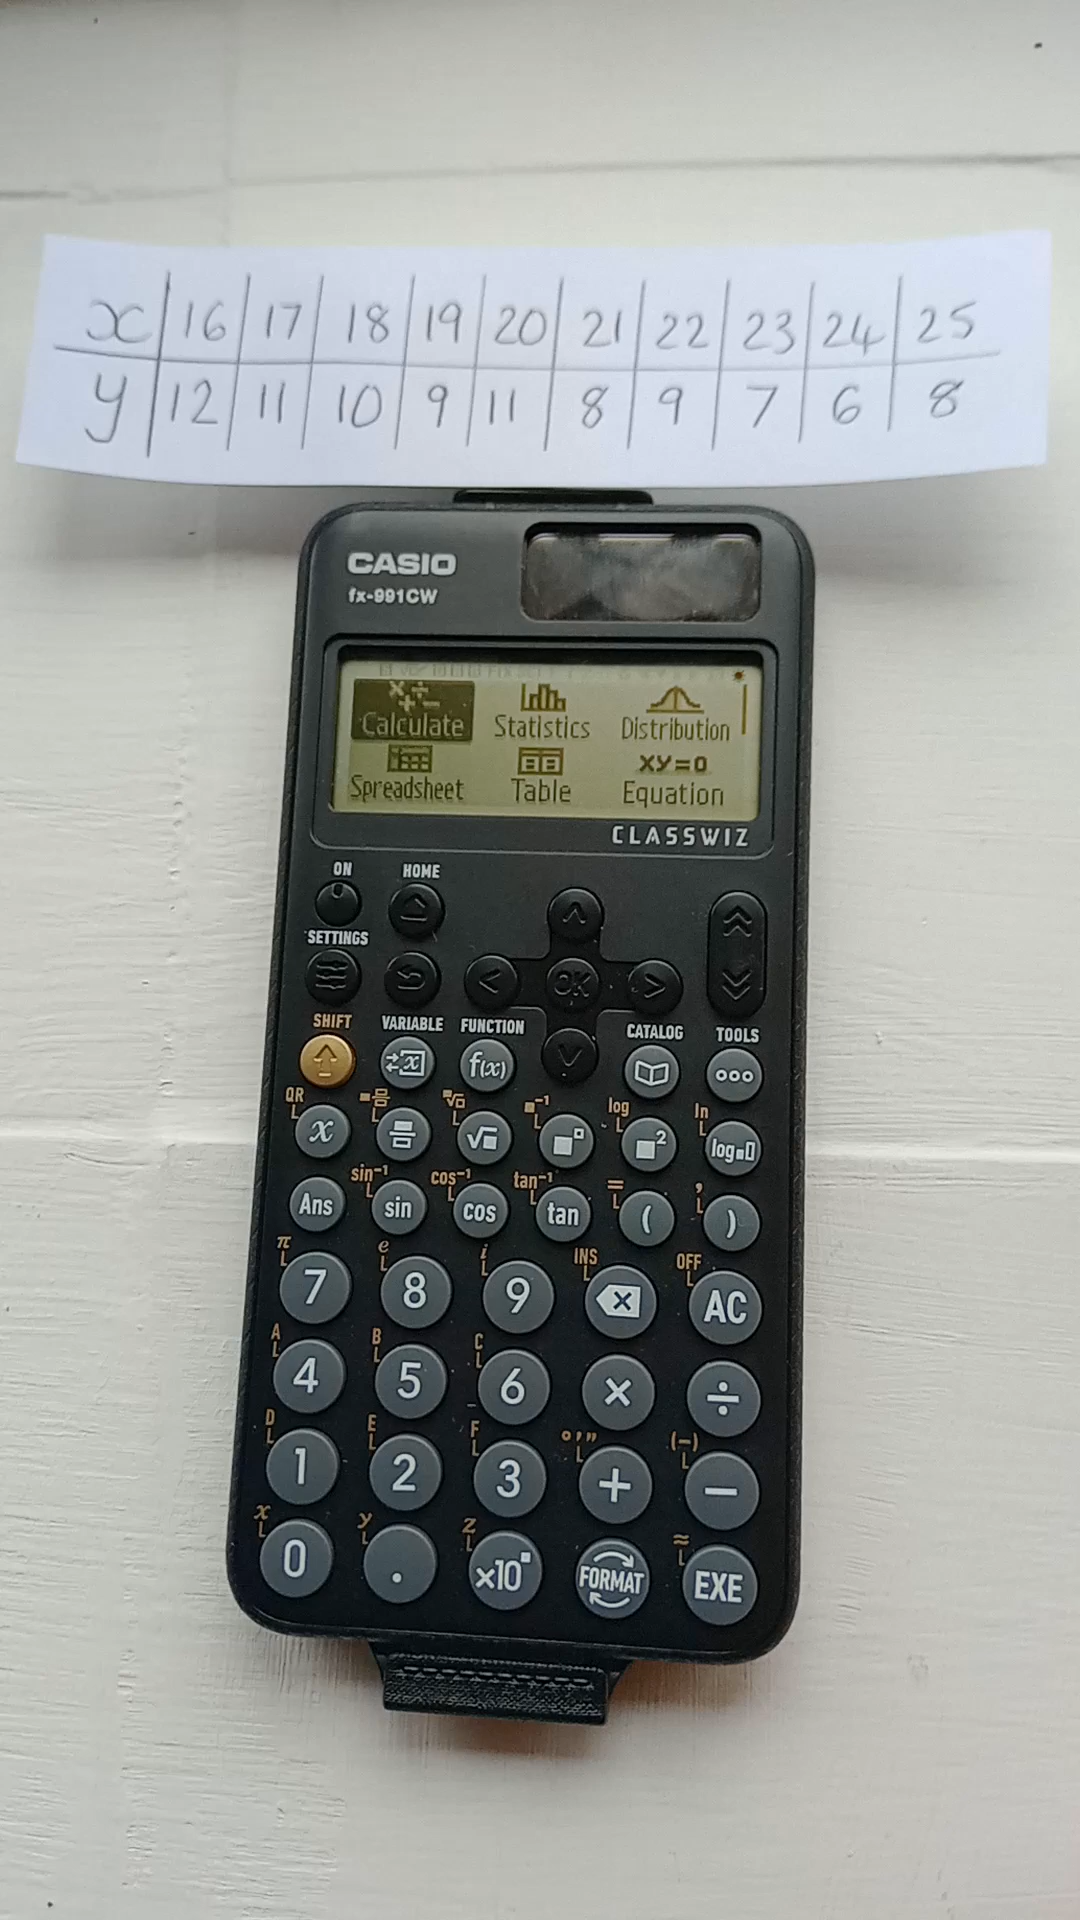 x 16 17 18 19 20 21 22 23 24 25
y 12 11 10 9 11 8 9 7 6 8
CASIO
fx-991CW
Calculate Statistics Distribution
Spreadsheet Table xy=0 Equation
CLASSWIZ
ON HOME
SETTINGS
OK
SHIFT VARIABLE FUNCTION CATALOG TOOLS
x f(x)
QR log ln
x √ log
sin⁻¹ cos⁻¹ tan⁻¹ = ,
Ans sin cos tan ( )
π e i INS OFF
7 8 9 AC
A B C
4 5 6 × ÷
D E F °’” (-)
1 2 3 + −
x y z ≈
0 . ×10 FORMAT EXE